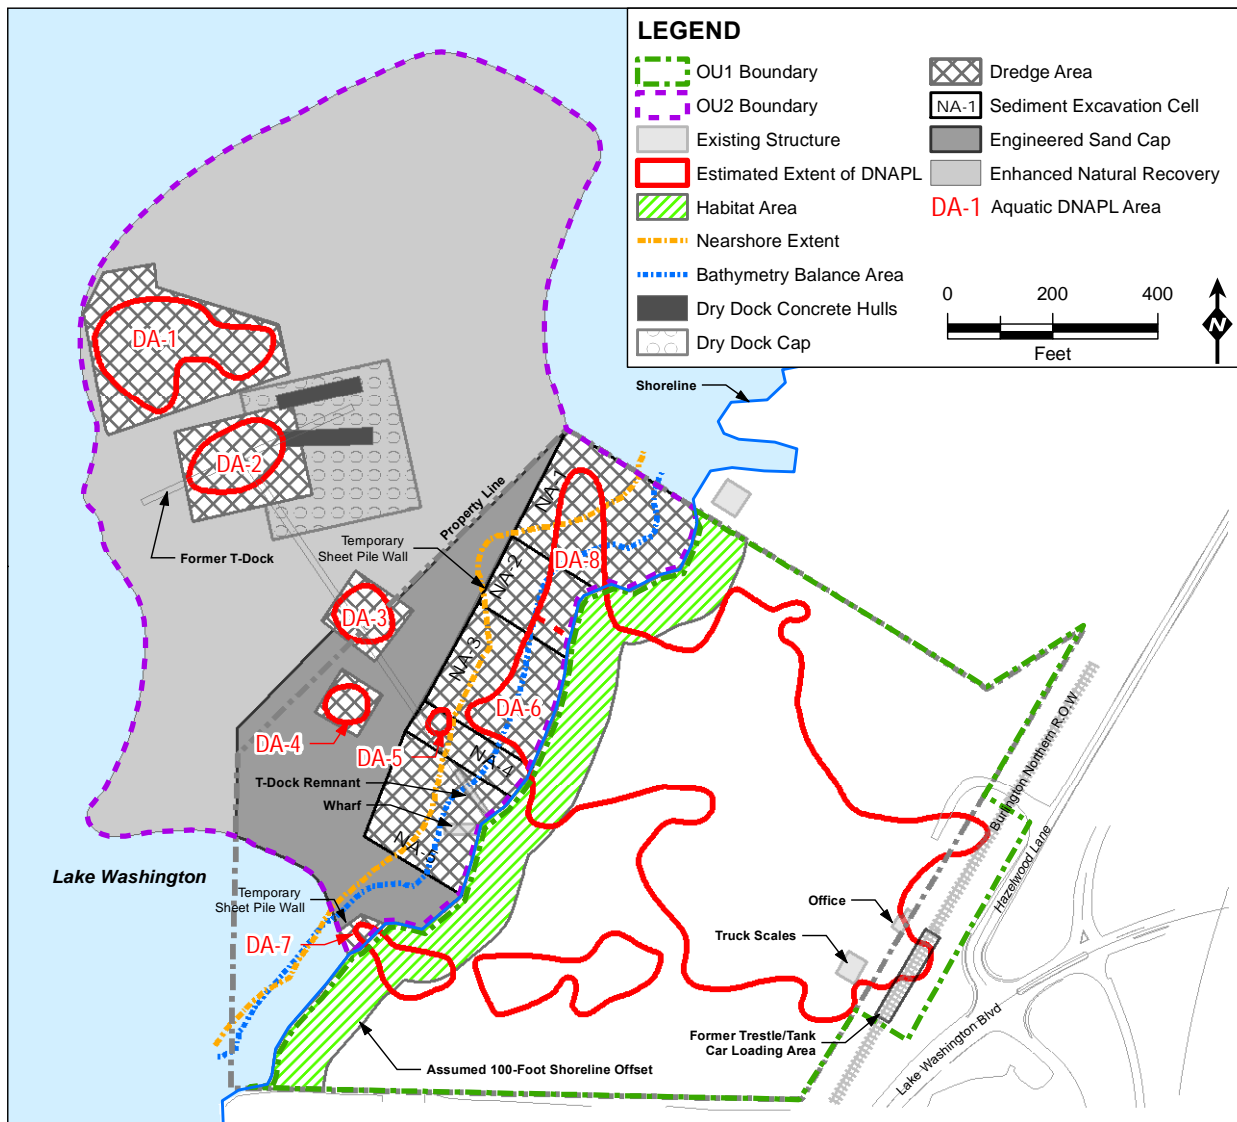 LEGEND
OU1 Boundary
OU2 Boundary
Existing Structure
Estimated Extent of DNAPL
Habitat Area
Nearshore Extent
Bathymetry Balance Area
Dry Dock Concrete Hulls
Dry Dock Cap
Dredge Area
NA-1 Sediment Excavation Cell
Engineered Sand Cap
Enhanced Natural Recovery
DA-1 Aquatic DNAPL Area
0 200 400
Feet
N
Shoreline
DA-1
DA-2
Former T-Dock
Property Line
Temporary
Sheet Pile Wall
NA-1
NA-2
DA-8
DA-3
NA-3
DA-6
DA-4
DA-5
NA-4
T-Dock Remnant
Wharf
NA-5
Burlington Northern R.O.W
Hazelwood Lane
Lake Washington
Temporary
Sheet Pile Wall
DA-7
Office
Truck Scales
Former Trestle/Tank
Car Loading Area
Lake Washington Blvd
Assumed 100-Foot Shoreline Offset